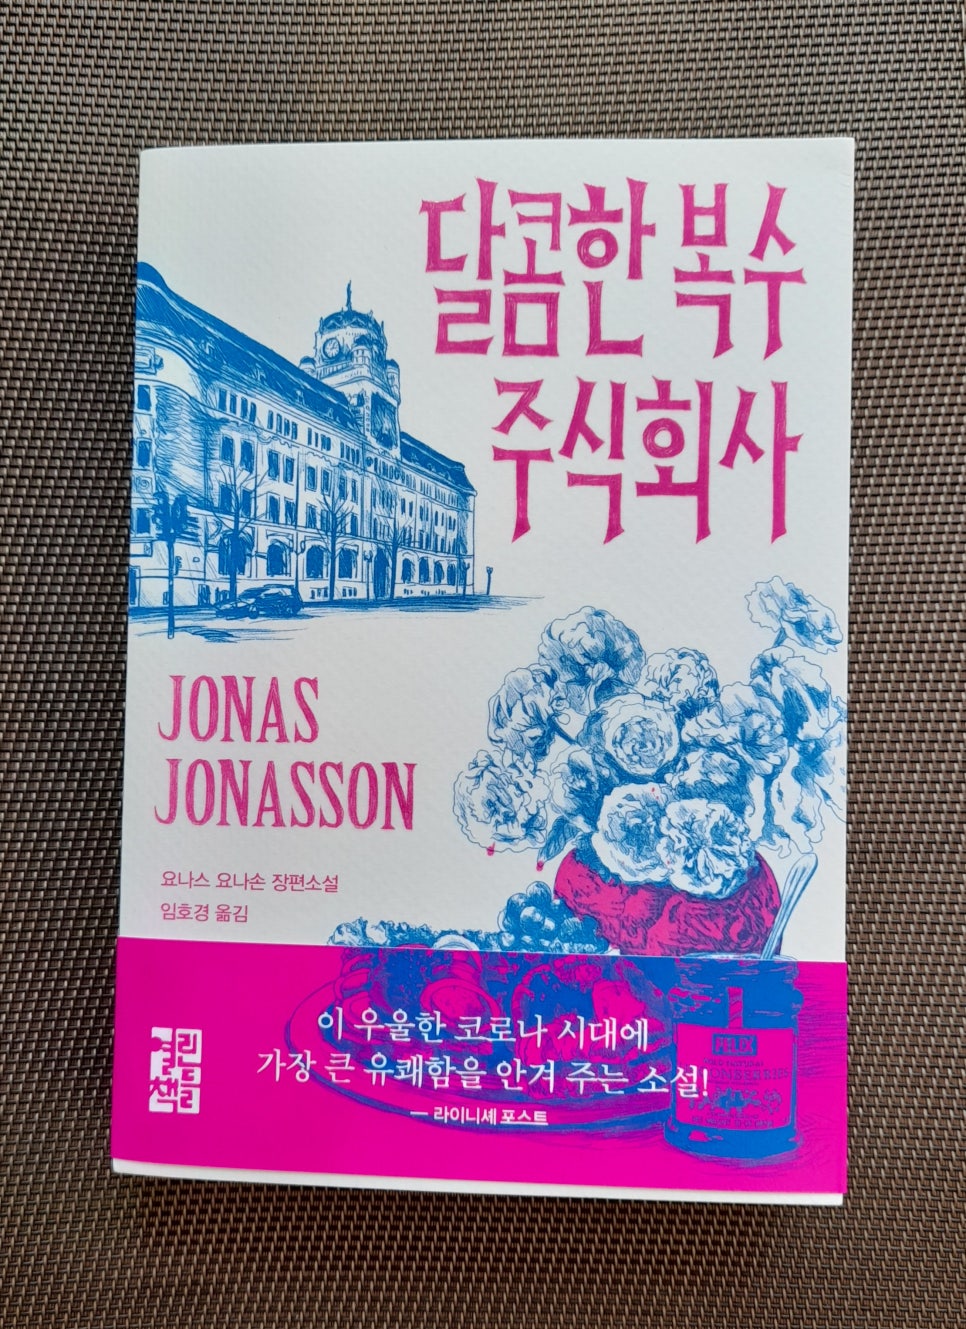 달콤한 복수
주식회사
JONAS
JONASSON
요나스 요나손 장편소설
임호경 옮김
이 우울한 코로나 시대에
가장 큰 유쾌함을 안겨 주는 소설!
— 라이니셰 포스트
열린
책들
FELIX